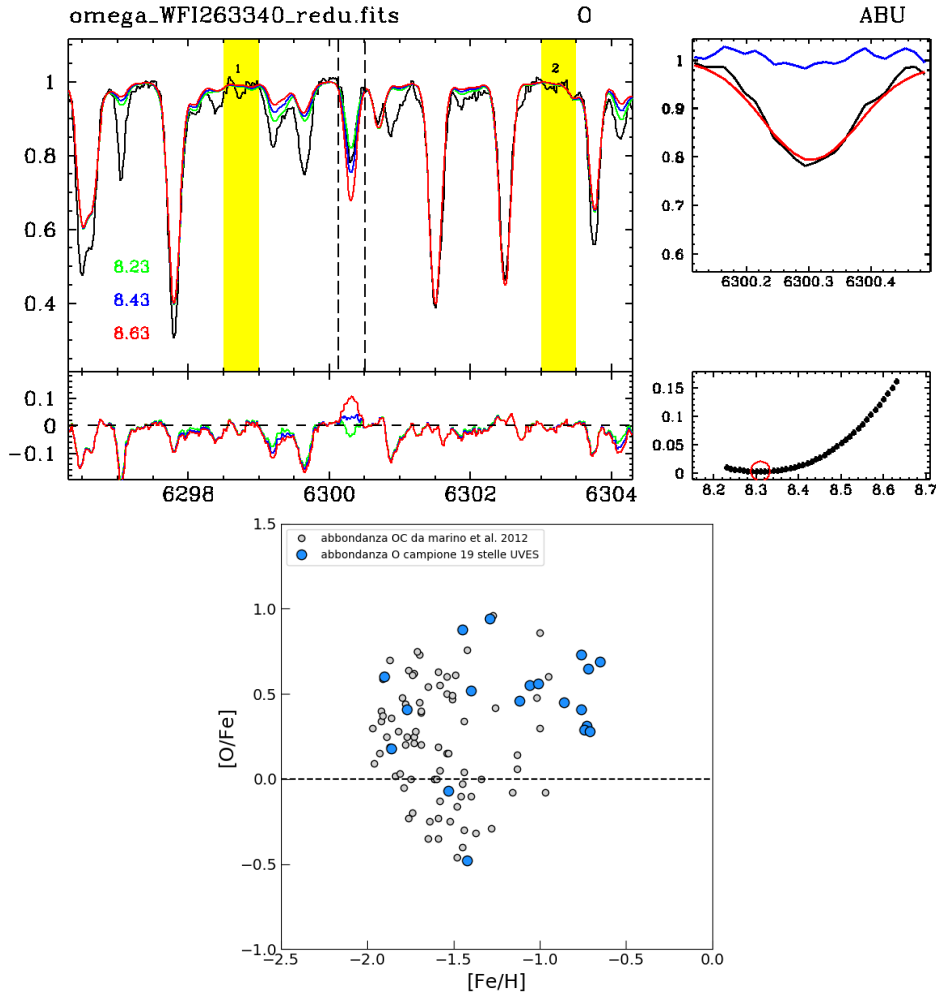 omega_WFI263340_redu.fits O ABU
1 2
1
0.8
0.6
0.4
8.23
8.43
8.63
1
0.9
0.8
0.7
0.6
6300.2 6300.3 6300.4
0.1
0
−0.1
6298 6300 6302 6304
0.15
0.1
0.05
0
8.2 8.3 8.4 8.5 8.6 8.7
1.5
abbondanza OC da marino et al. 2012
abbondanza O campione 19 stelle UVES
1.0
0.5
0.0
−0.5
−1.0
[O/Fe]
−2.5 −2.0 −1.5 −1.0 −0.5 0.0
[Fe/H]